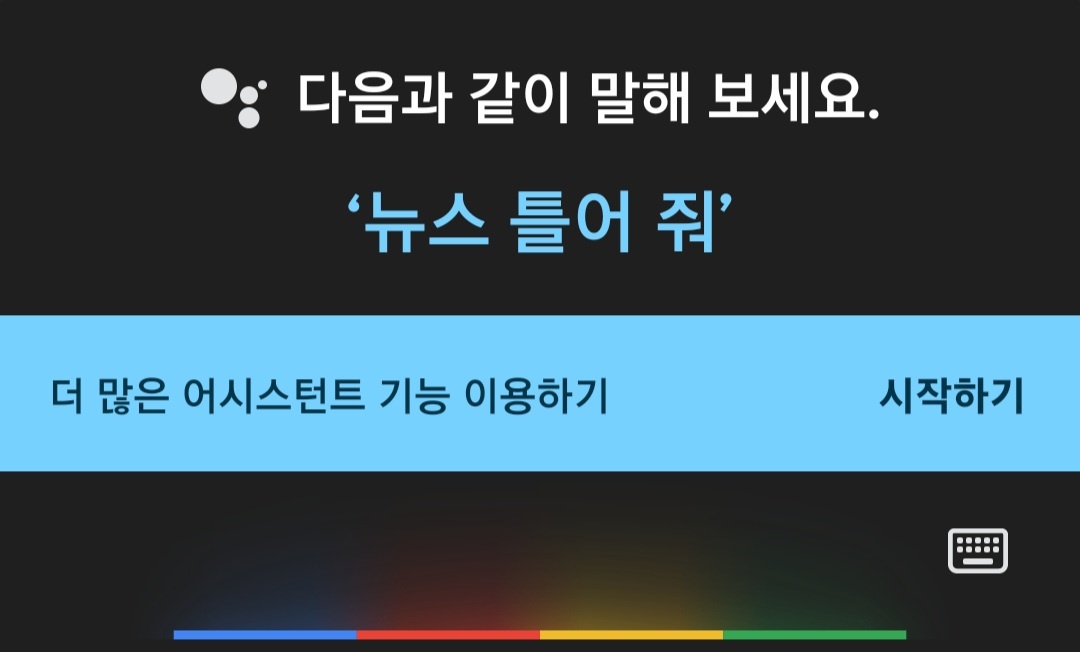 다음과 같이 말해 보세요.
‘뉴스 틀어 줘’
더 많은 어시스턴트 기능 이용하기 시작하기